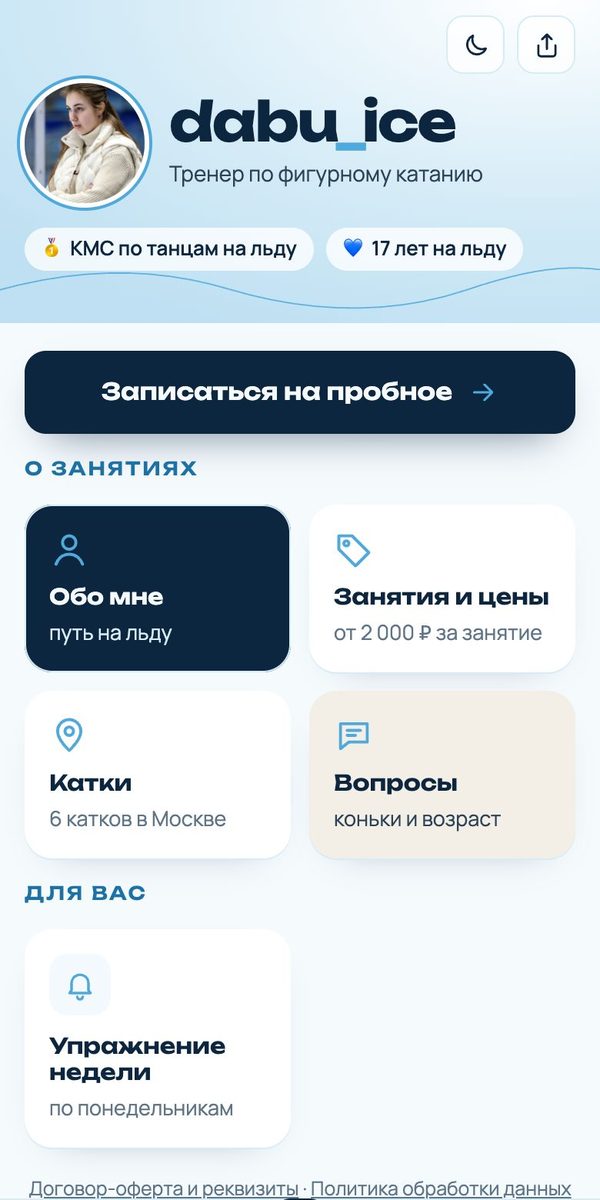 dabu_ice
Тренер по фигурному катанию
🥇 КМС по танцам на льду
💙 17 лет на льду
Записаться на пробное →
О ЗАНЯТИЯХ
Обо мне
путь на льду
Занятия и цены
от 2 000 ₽ за занятие
Катки
6 катков в Москве
Вопросы
коньки и возраст
ДЛЯ ВАС
Упражнение
недели
по понедельникам
Договор-оферта и реквизиты · Политика обработки данных